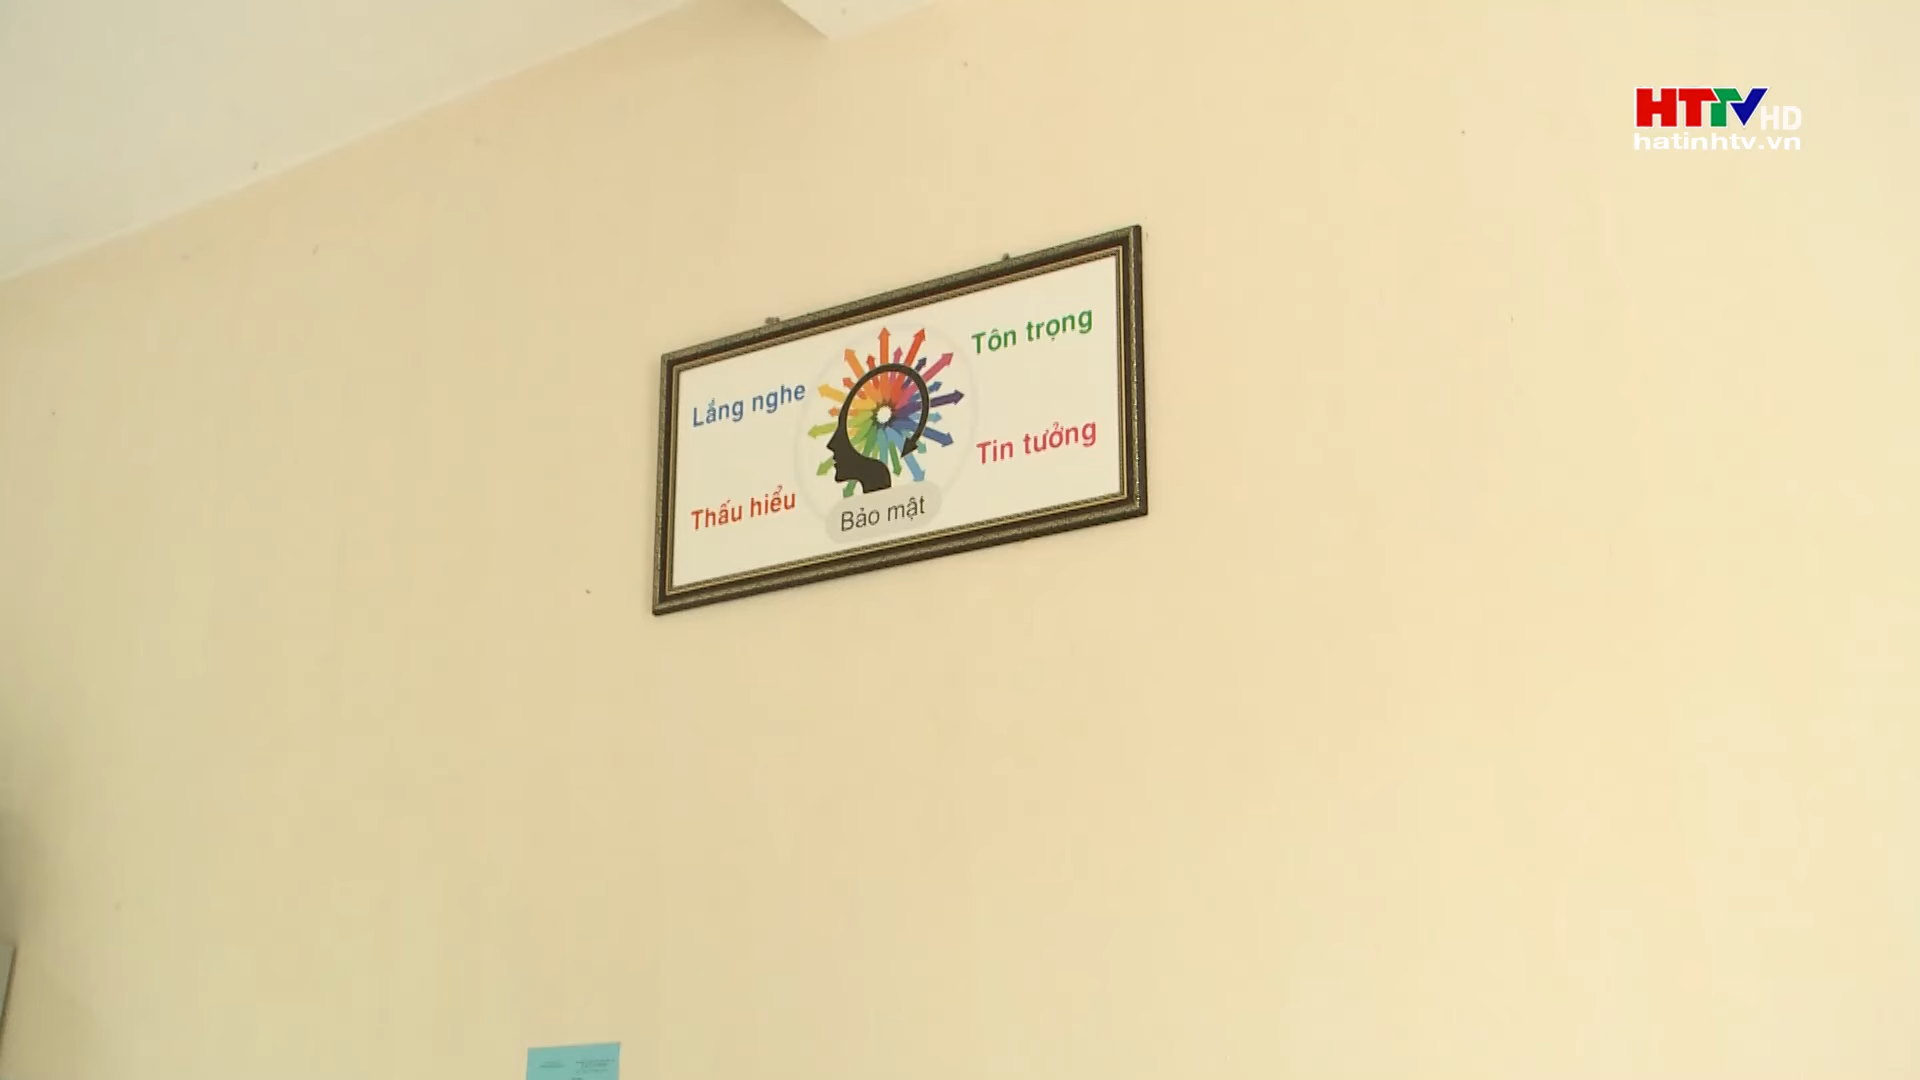 HTTV HD
hatinhtv.vn
Lắng nghe
Tôn trọng
Thấu hiểu
Tin tưởng
Bảo mật